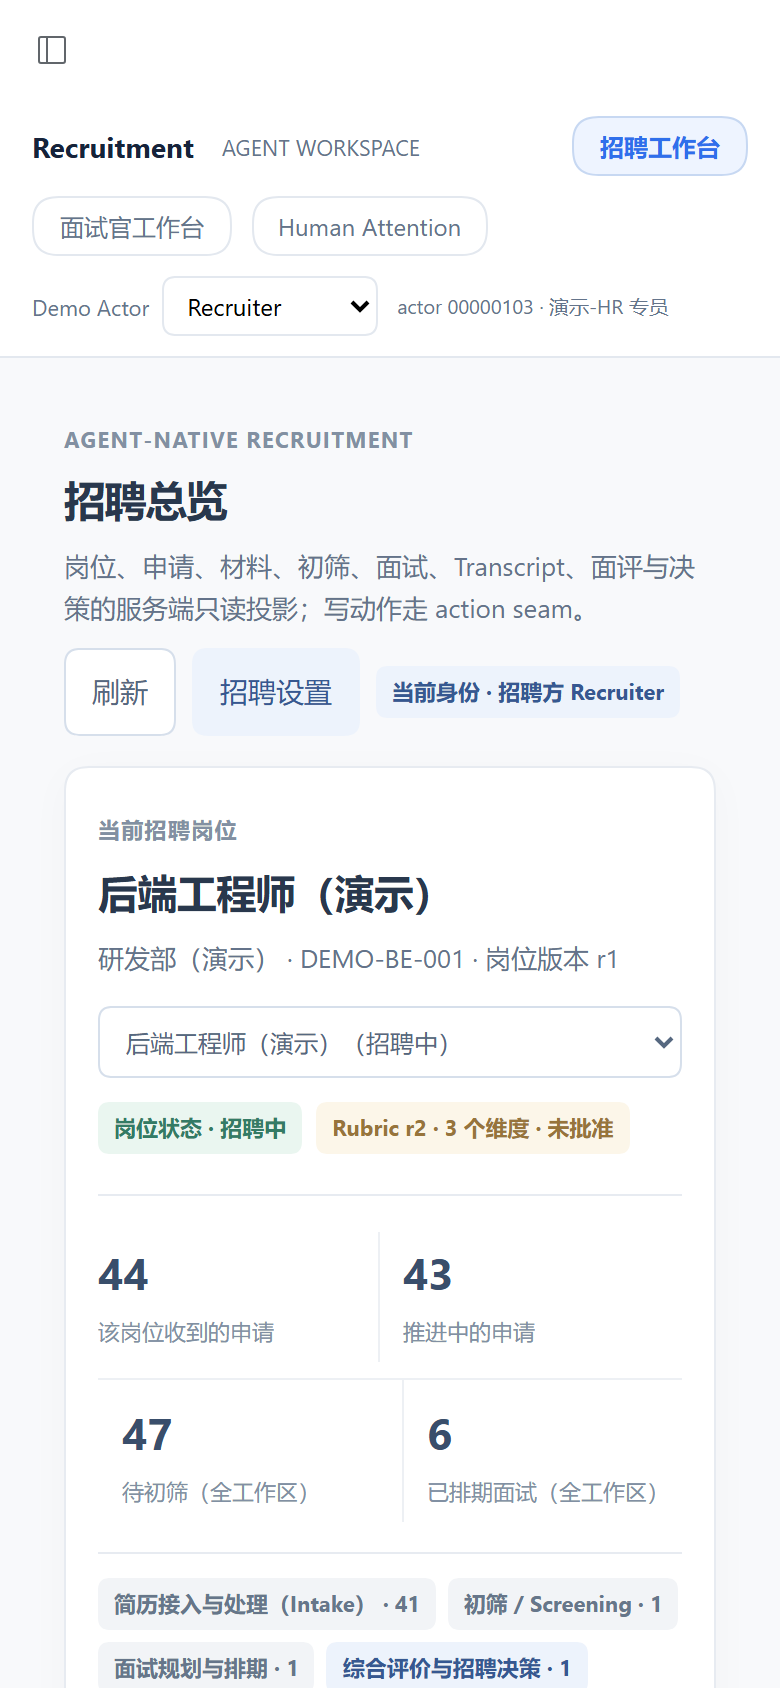 Recruitment AGENT WORKSPACE 招聘工作台
面试官工作台 Human Attention
Demo Actor Recruiter actor 00000103 · 演示-HR 专员
AGENT-NATIVE RECRUITMENT
招聘总览
岗位、申请、材料、初筛、面试、Transcript、面评与决
策的服务端只读投影；写动作走 action seam。
刷新 招聘设置 当前身份 · 招聘方 Recruiter
当前招聘岗位
后端工程师（演示）
研发部（演示） · DEMO-BE-001 · 岗位版本 r1
后端工程师（演示）（招聘中）
岗位状态 · 招聘中 Rubric r2 · 3 个维度 · 未批准
44 43
该岗位收到的申请 推进中的申请
47 6
待初筛（全工作区） 已排期面试（全工作区）
简历接入与处理（Intake） · 41 初筛 / Screening · 1
面试规划与排期 · 1 综合评价与招聘决策 · 1